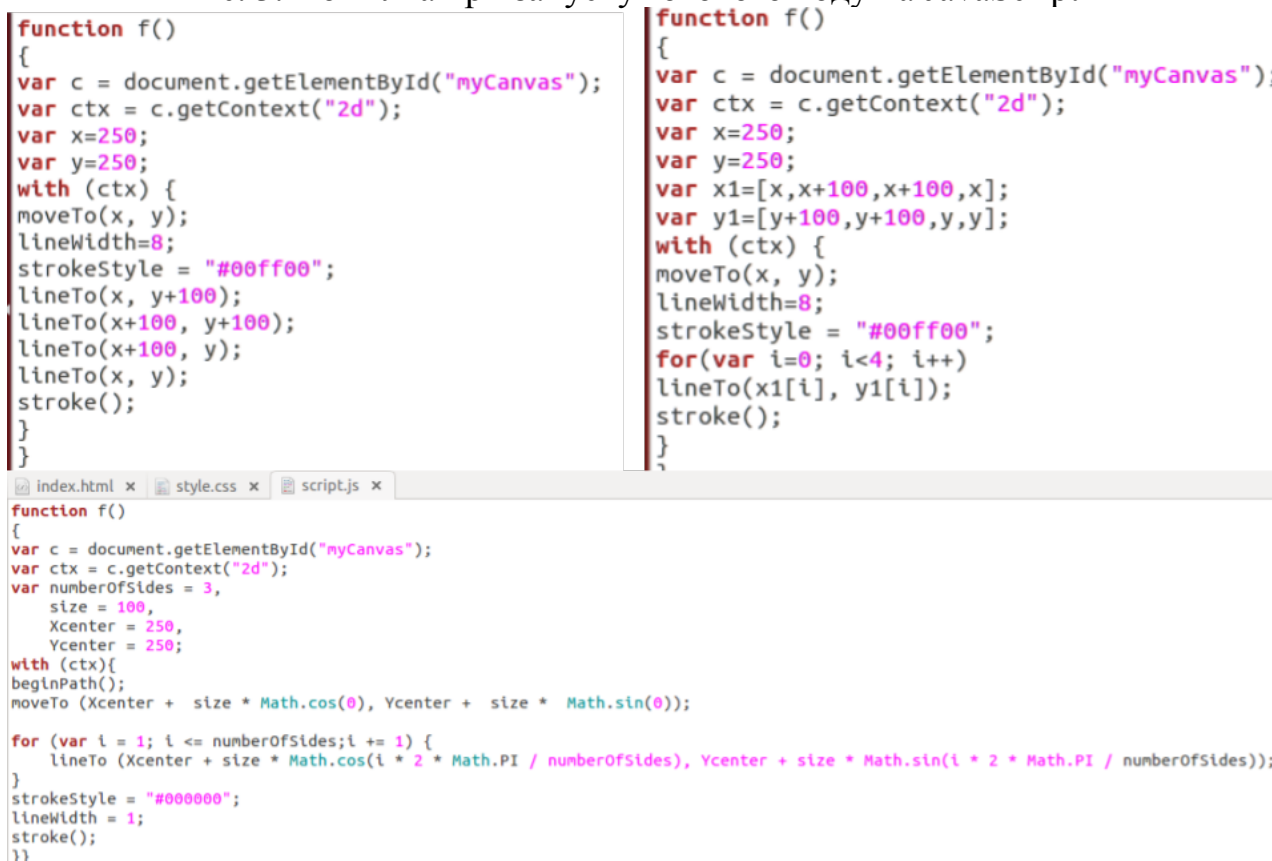 function f()
{
var c = document.getElementById("myCanvas");
var ctx = c.getContext("2d");
var x=250;
var y=250;
with (ctx) {
moveTo(x, y);
lineWidth=8;
strokeStyle = "#00ff00";
lineTo(x, y+100);
lineTo(x+100, y+100);
lineTo(x+100, y);
lineTo(x, y);
stroke();
}
}
function f()
{
var c = document.getElementById("myCanvas");
var ctx = c.getContext("2d");
var x=250;
var y=250;
var x1=[x,x+100,x+100,x];
var y1=[y+100,y+100,y,y];
with (ctx) {
moveTo(x, y);
lineWidth=8;
strokeStyle = "#00ff00";
for(var i=0; i<4; i++)
lineTo(x1[i], y1[i]);
stroke();
}
}
index.html x style.css x script.js x
function f()
{
var c = document.getElementById("myCanvas");
var ctx = c.getContext("2d");
var numberOfSides = 3,
size = 100,
Xcenter = 250,
Ycenter = 250;
with (ctx){
beginPath();
moveTo (Xcenter + size * Math.cos(0), Ycenter + size * Math.sin(0));
for (var i = 1; i <= numberOfSides;i += 1) {
lineTo (Xcenter + size * Math.cos(i * 2 * Math.PI / numberOfSides), Ycenter + size * Math.sin(i * 2 * Math.PI / numberOfSides));
}
strokeStyle = "#000000";
lineWidth = 1;
stroke();
}}